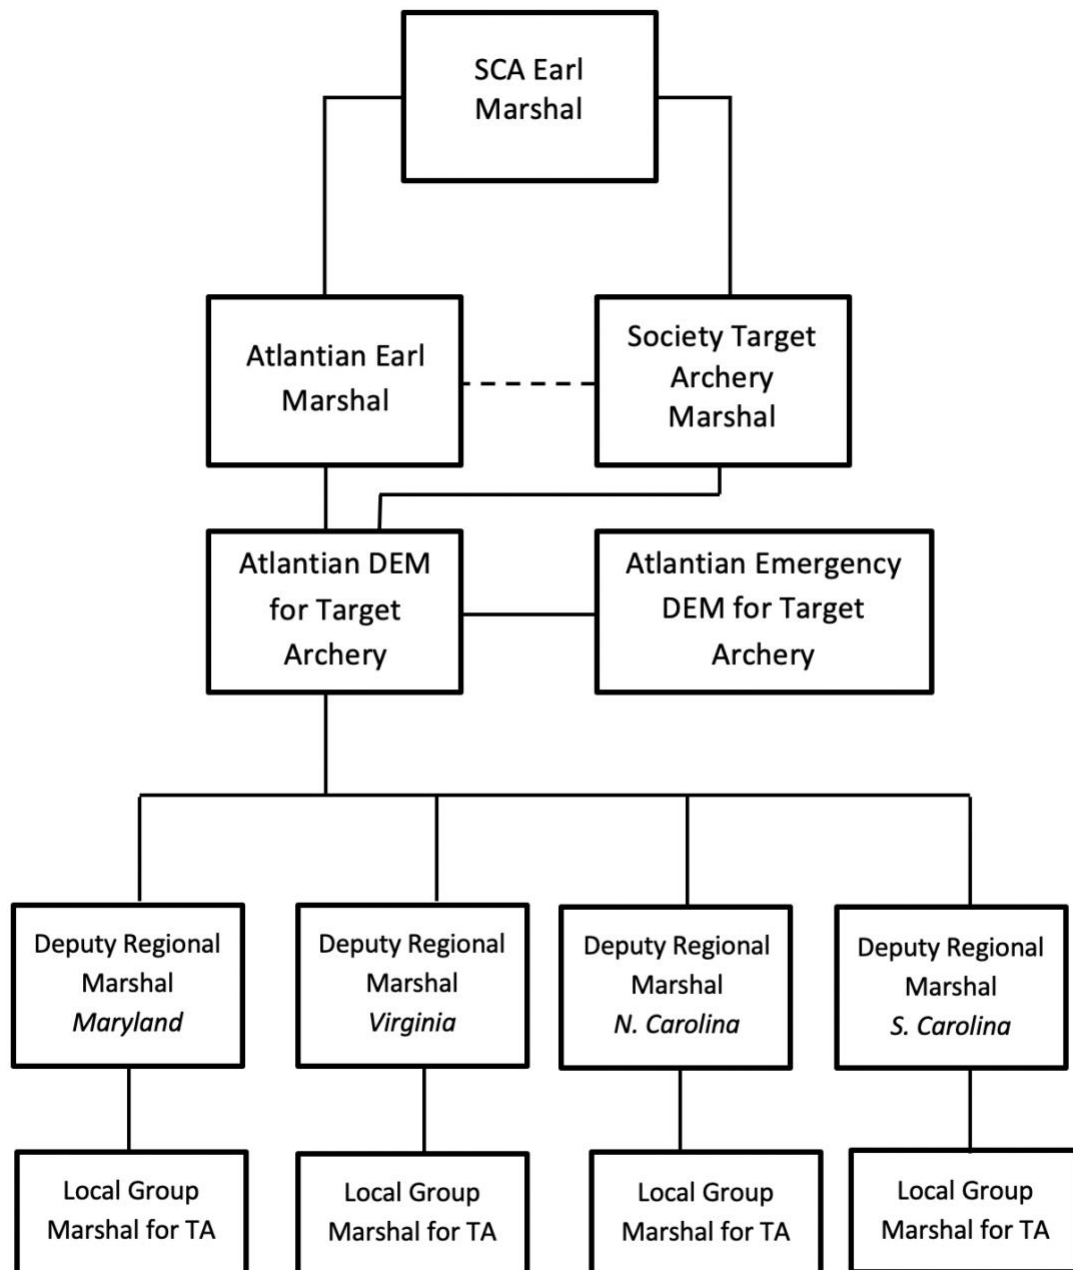 SCA Earl
Marshal
Atlantian Earl
Marshal
Society Target
Archery
Marshal
Atlantian DEM
for Target
Archery
Atlantian Emergency
DEM for Target
Archery
Deputy Regional
Marshal
Maryland
Deputy Regional
Marshal
Virginia
Deputy Regional
Marshal
N. Carolina
Deputy Regional
Marshal
S. Carolina
Local Group
Marshal for TA
Local Group
Marshal for TA
Local Group
Marshal for TA
Local Group
Marshal for TA